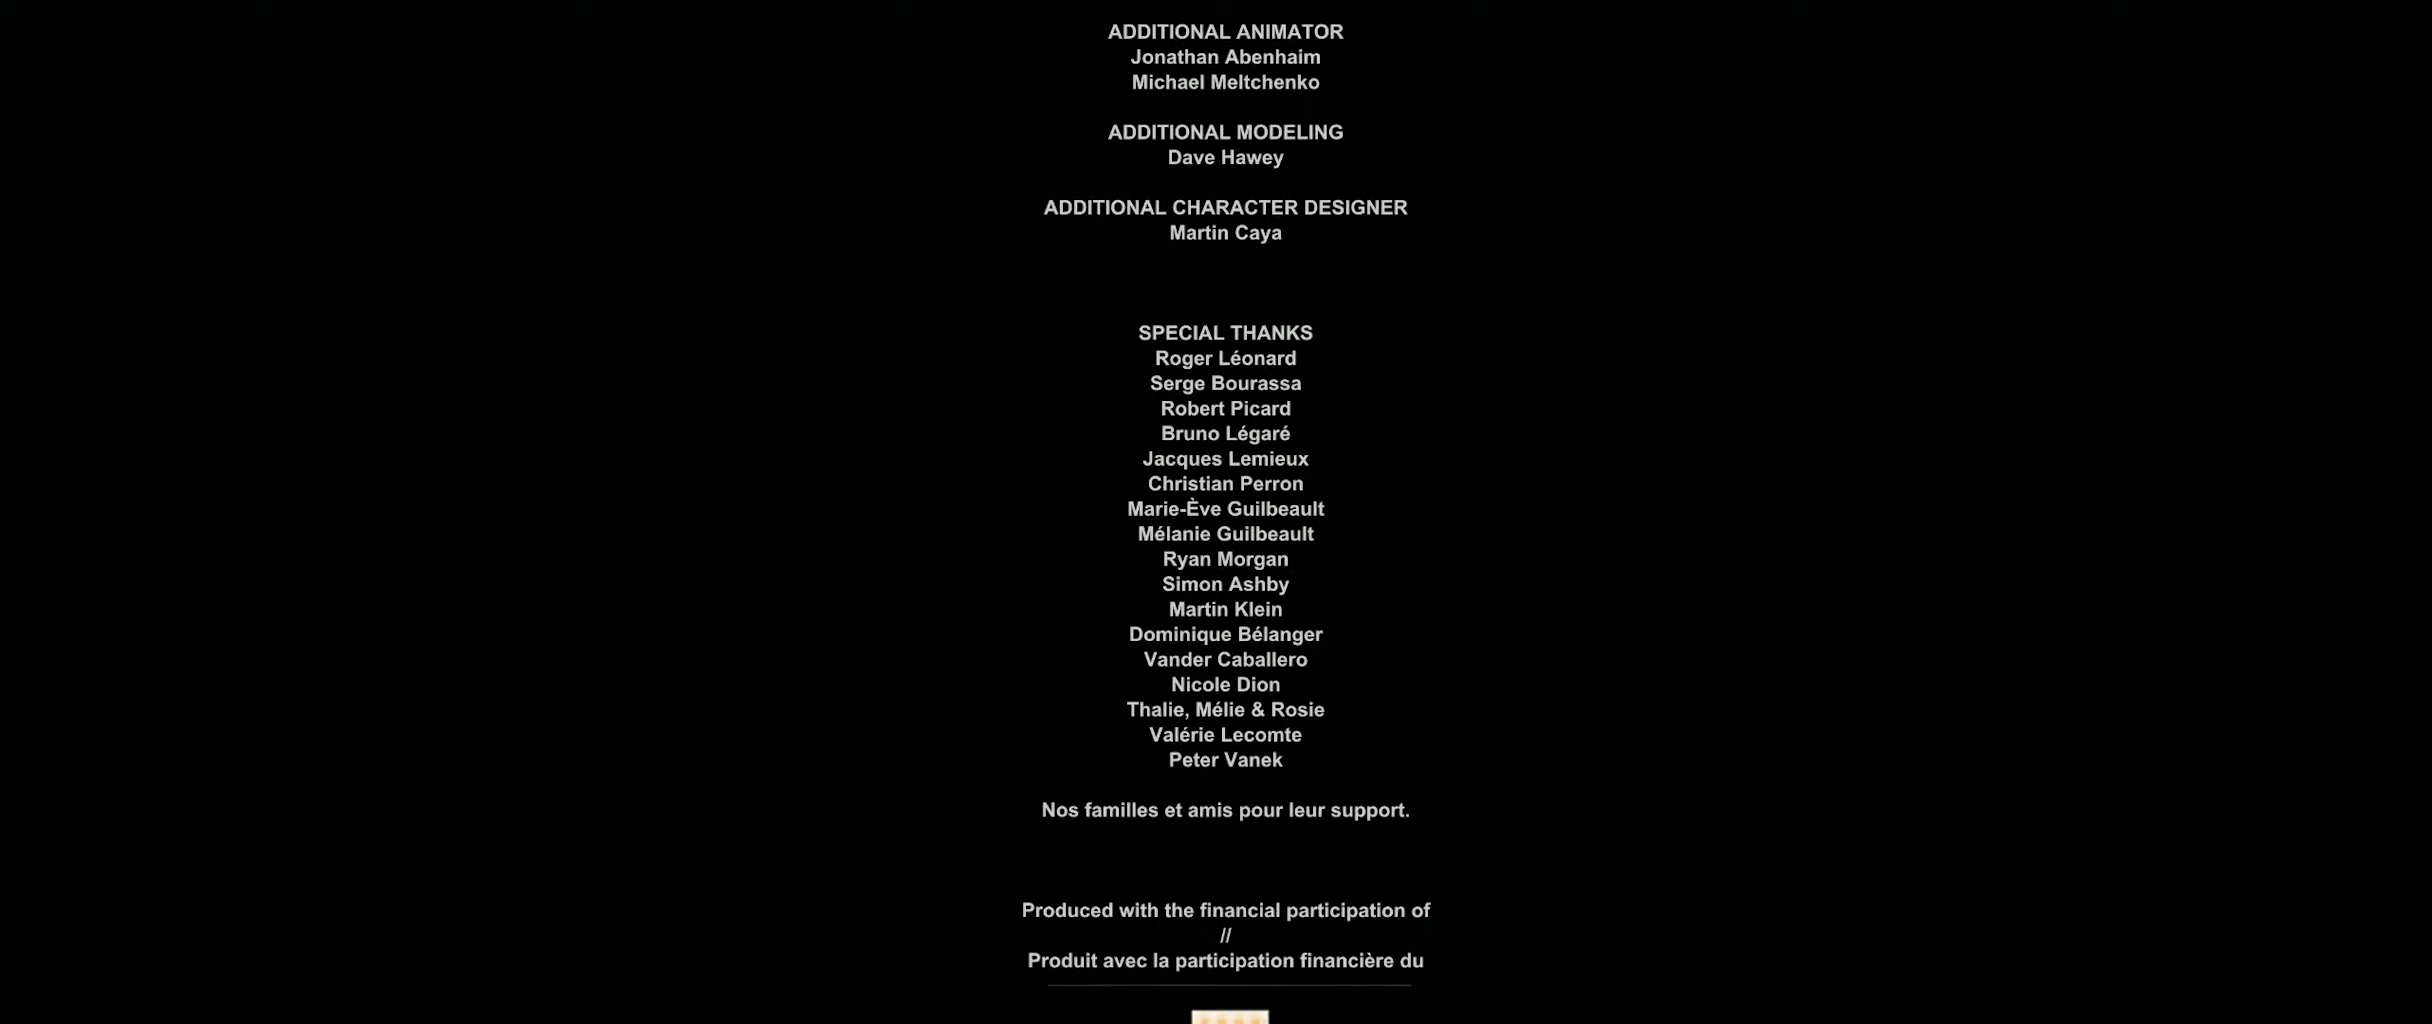 ADDITIONAL ANIMATOR
Jonathan Abenhaim
Michael Meltchenko
ADDITIONAL MODELING
Dave Hawey
ADDITIONAL CHARACTER DESIGNER
Martin Caya
SPECIAL THANKS
Roger Léonard
Serge Bourassa
Robert Picard
Bruno Légaré
Jacques Lemieux
Christian Perron
Marie-Ève Guilbeault
Mélanie Guilbeault
Ryan Morgan
Simon Ashby
Martin Klein
Dominique Bélanger
Vander Caballero
Nicole Dion
Thalie, Mélie & Rosie
Valérie Lecomte
Peter Vanek
Nos familles et amis pour leur support.
Produced with the financial participation of
//
Produit avec la participation financière du